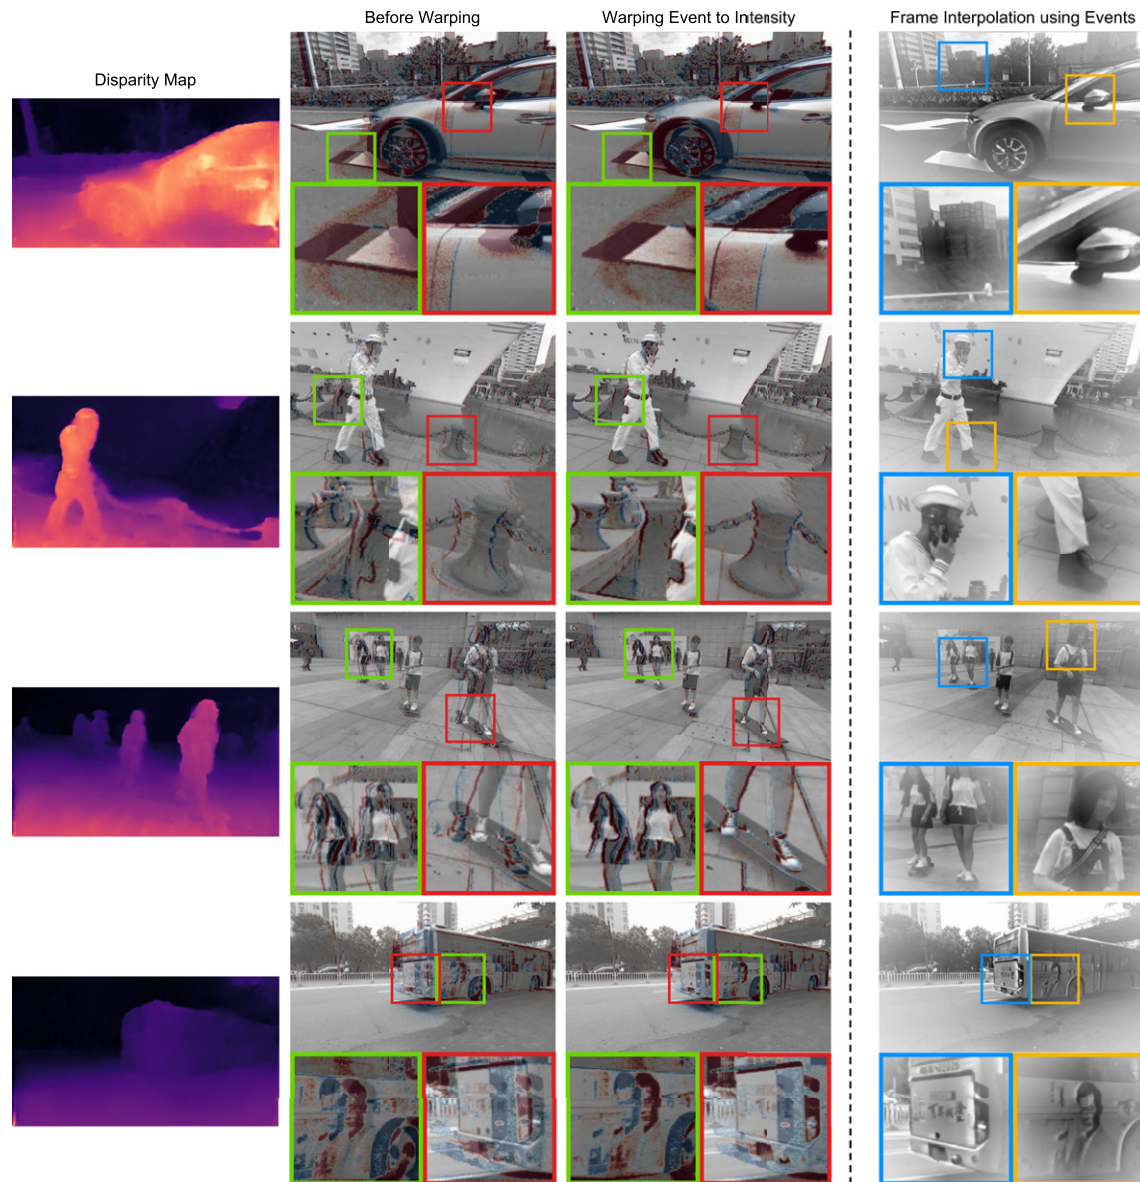 Before Warping
Warping Event to Intensity
Frame Interpolation using Events
Disparity Map